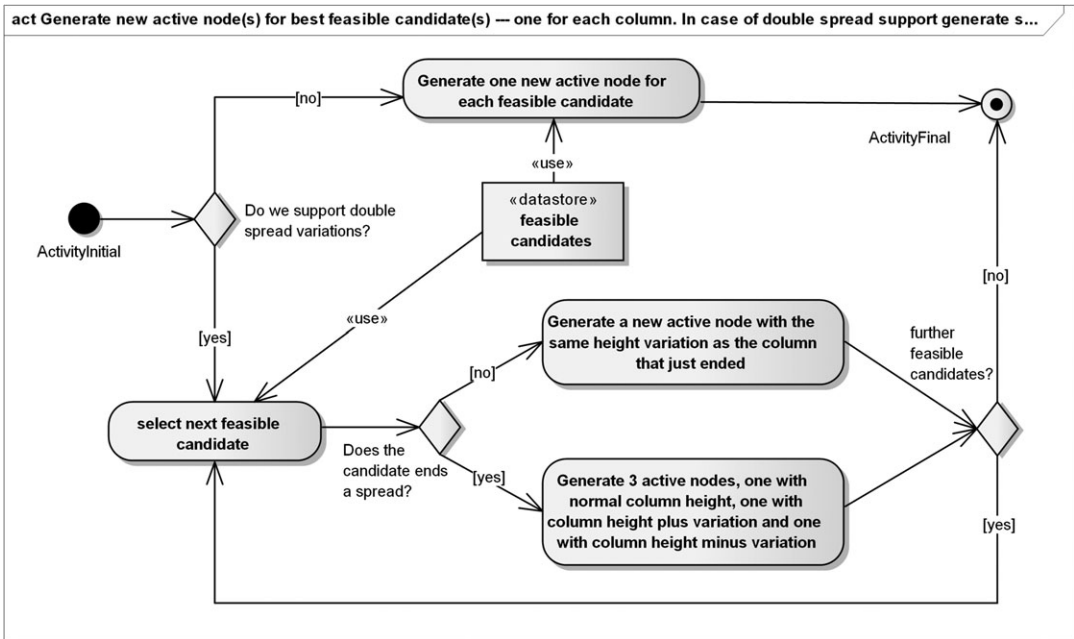 act Generate new active node(s) for best feasible candidate(s) --- one for each column. In case of double spread support generate s...
Generate one new active node for
each feasible candidate
[no]
ActivityFinal
«use»
«datastore»
feasible
candidates
Do we support double
spread variations?
ActivityInitial
[no]
«use»
[yes]
Generate a new active node with the
same height variation as the column
that just ended
further
feasible
candidates?
[no]
select next feasible
candidate
Does the
candidate ends
a spread?
[yes]
Generate 3 active nodes, one with
normal column height, one with
column height plus variation and one
with column height minus variation
[yes]